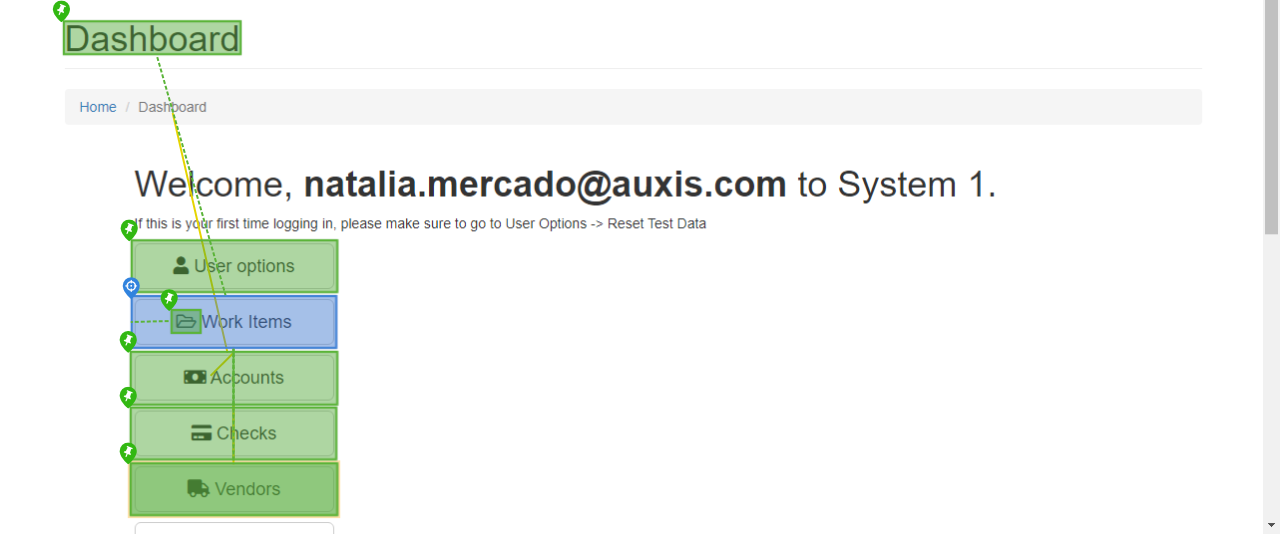 Dashboard
Home / Dashboard
Welcome, natalia.mercado@auxis.com to System 1.
If this is your first time logging in, please make sure to go to User Options -> Reset Test Data
User options
Work Items
Accounts
Checks
Vendors